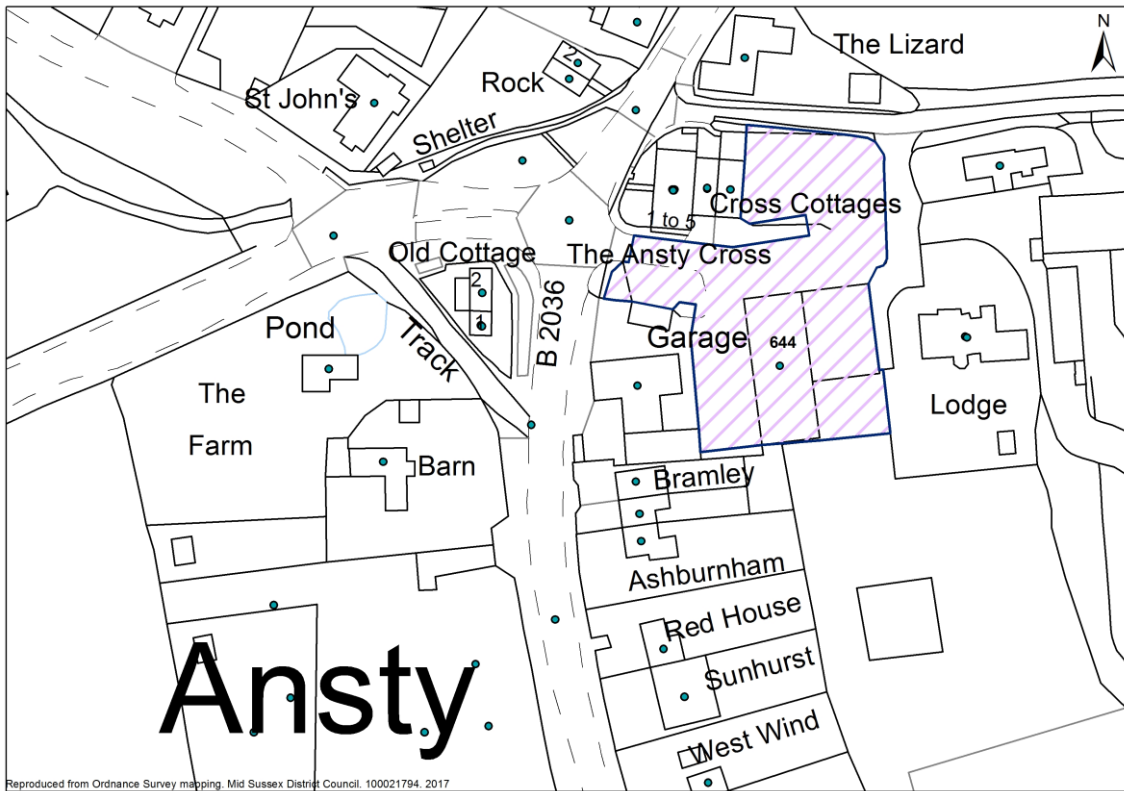 N
The Lizard
2
Rock
St John's
Shelter
Cross Cottages
1 to 5
Old Cottage
The Ansty Cross
2
1
B 2036
Pond
Track
Garage
644
The
Farm
Lodge
Barn
Bramley
Ashburnham
Red House
Sunhurst
Ansty
West Wind
Reproduced from Ordnance Survey mapping. Mid Sussex District Council. 100021794. 2017